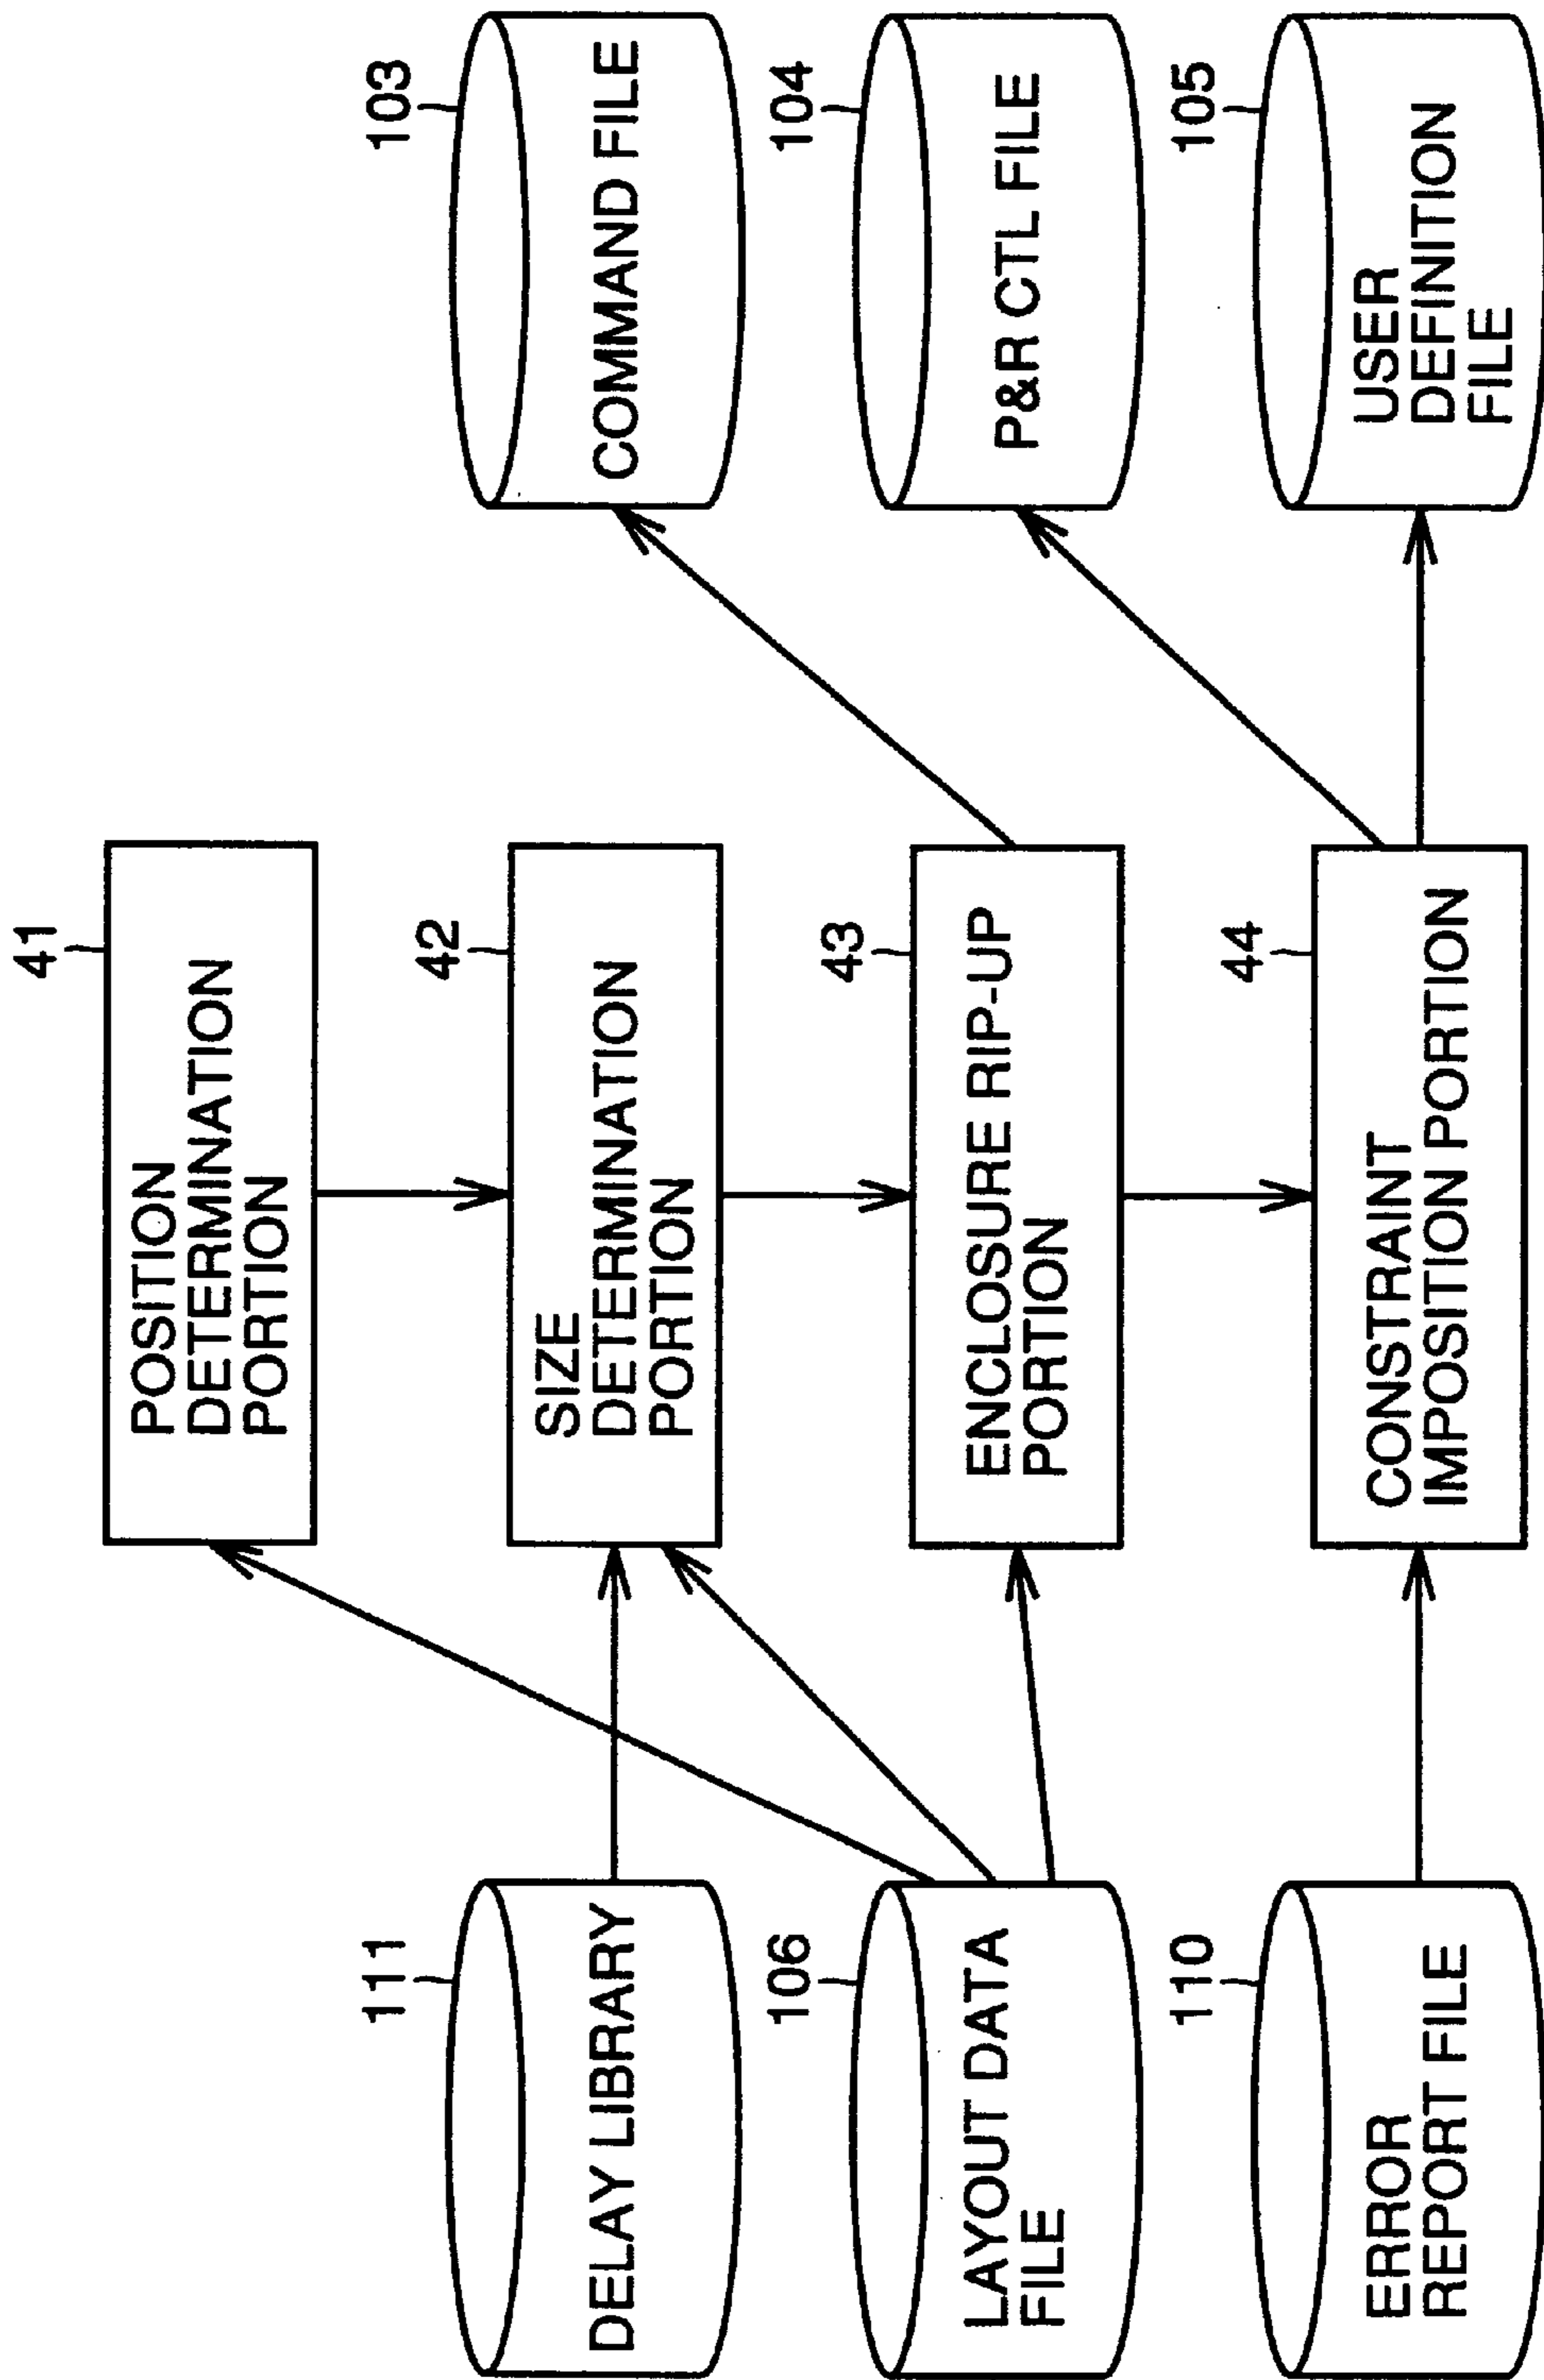 41
POSITION
DETERMINATION
PORTION
111
DELAY LIBRARY
42
SIZE
DETERMINATION
PORTION
103
COMMAND FILE
106
LAYOUT DATA
FILE
43
ENCLOSURE RIP-UP
PORTION
104
P&R CTL FILE
110
ERROR
REPORT FILE
44
CONSTRAINT
IMPOSITION PORTION
105
USER
DEFINITION
FILE